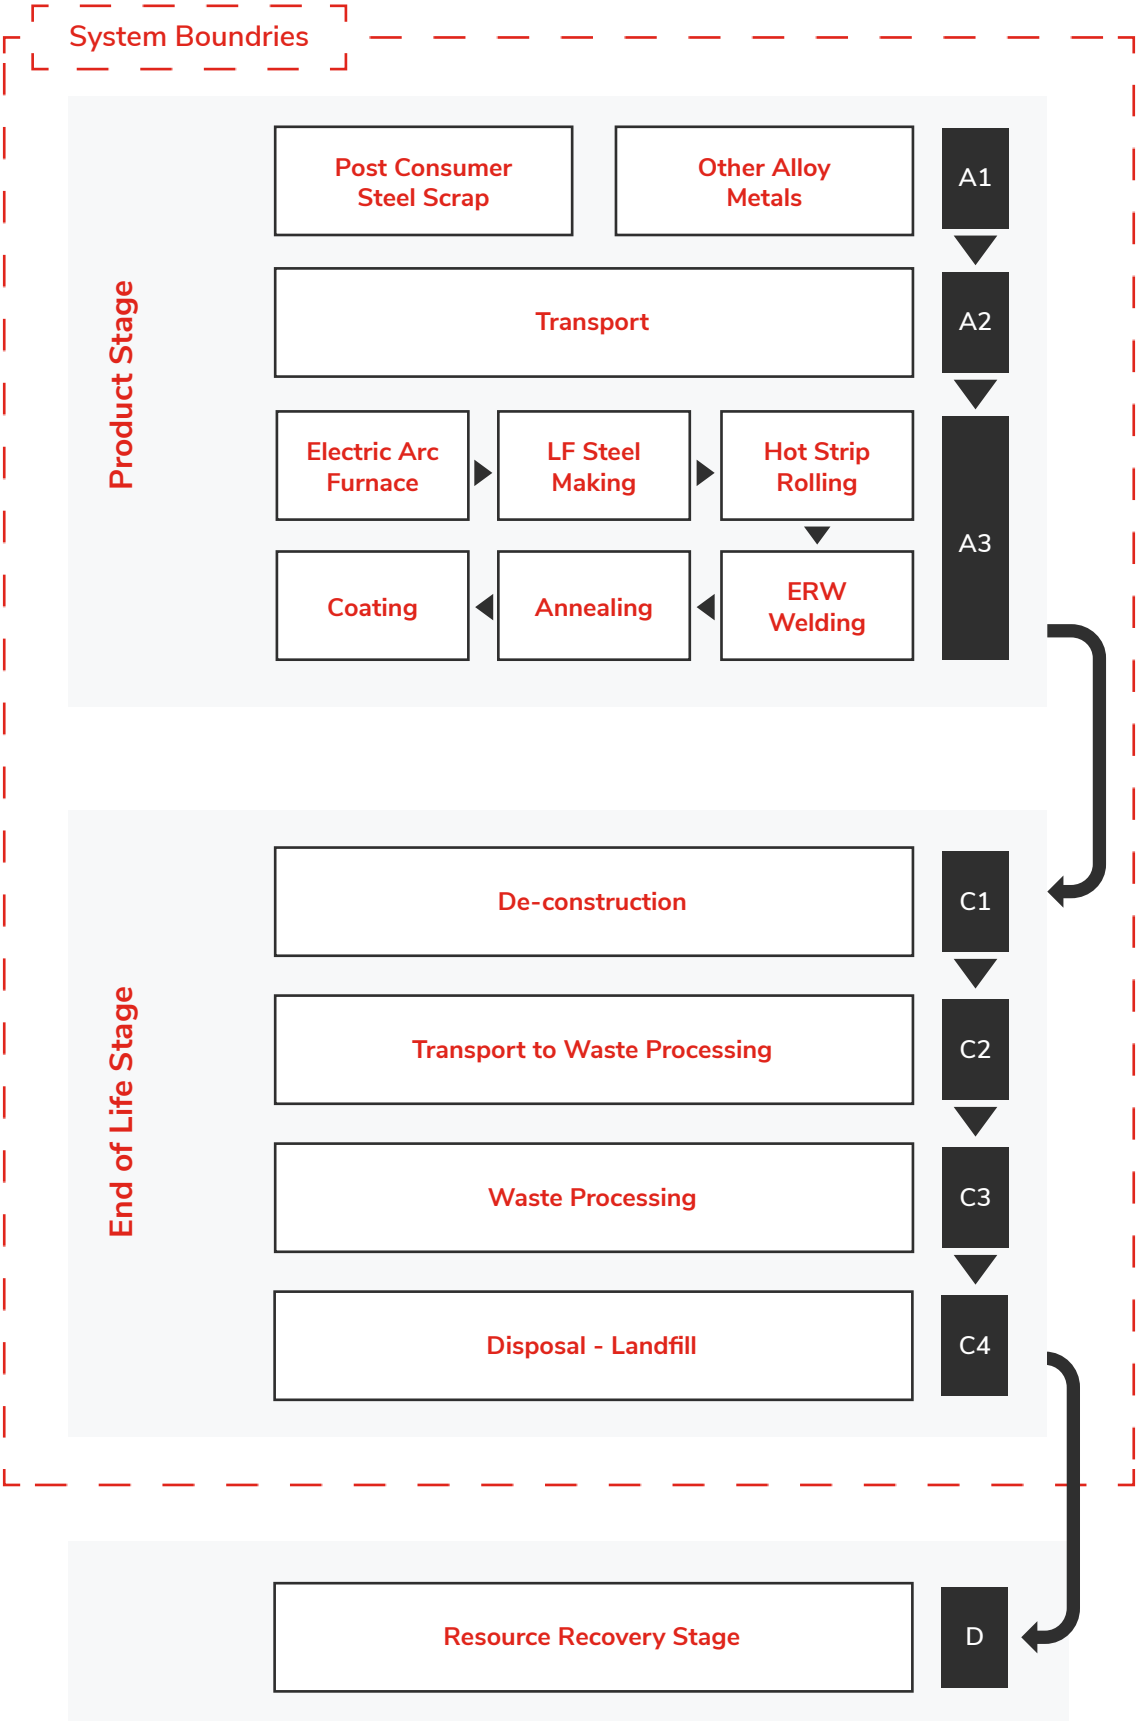 System Boundries
Product Stage
Post Consumer
Steel Scrap
Other Alloy
Metals
A1
Transport
A2
Electric Arc
Furnace
LF Steel
Making
Hot Strip
Rolling
A3
Coating
Annealing
ERW
Welding
End of Life Stage
De-construction
C1
Transport to Waste Processing
C2
Waste Processing
C3
Disposal - Landfill
C4
Resource Recovery Stage
D